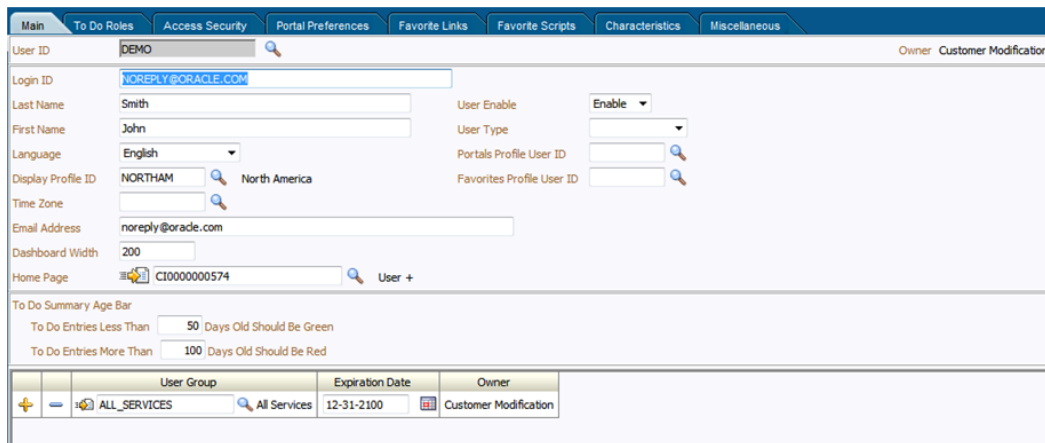 Main To Do Roles Access Security Portal Preferences Favorite Links Favorite Scripts Characteristics Miscellaneous
User ID DEMO Owner Customer Modification
Login ID NOREPLY@ORACLE.COM
Last Name Smith User Enable Enable
First Name John User Type
Language English Portals Profile User ID
Display Profile ID NORTHAM North America Favorites Profile User ID
Time Zone
Email Address noreply@oracle.com
Dashboard Width 200
Home Page CI0000000574 User +
To Do Summary Age Bar
To Do Entries Less Than 50 Days Old Should Be Green
To Do Entries More Than 100 Days Old Should Be Red
User Group Expiration Date Owner
ALL_SERVICES All Services 12-31-2100 Customer Modification